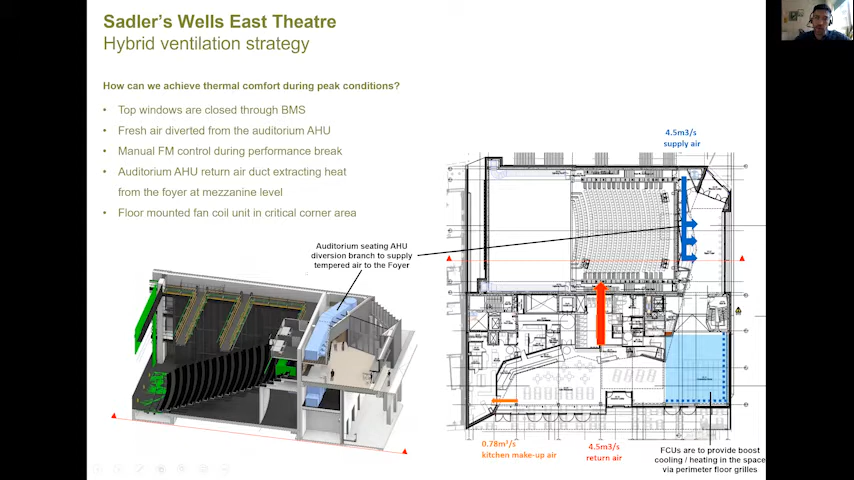 Sadler's Wells East Theatre
Hybrid ventilation strategy
How can we achieve thermal comfort during peak conditions?
• Top windows are closed through BMS
• Fresh air diverted from the auditorium AHU
• Manual FM control during performance break
• Auditorium AHU return air duct extracting heat
from the foyer at mezzanine level
• Floor mounted fan coil unit in critical corner area
4.5m3/s
supply air
Auditorium seating AHU
diversion branch to supply
tempered air to the Foyer
0.78m³/s
kitchen make-up air
4.5m3/s
return air
FCUs are to provide boost
cooling / heating in the space
via perimeter floor grilles